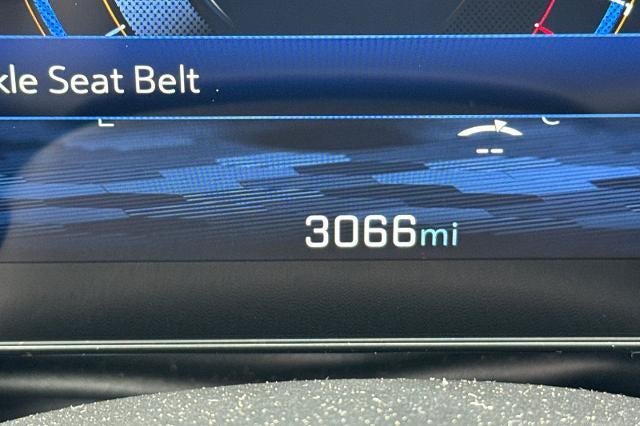 kle Seat Belt
--
3066mi